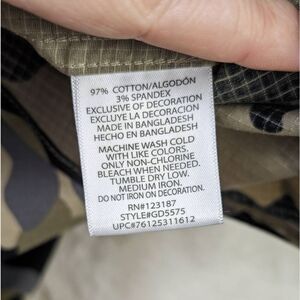 97% COTTON/ALGODÓN
3% SPANDEX
EXCLUSIVE OF DECORATION
EXCLUYE LA DECORACION
MADE IN BANGLADESH
HECHO EN BANGLADESH
MACHINE WASH COLD
WITH LIKE COLORS.
ONLY NON-CHLORINE
BLEACH WHEN NEEDED.
TUMBLE DRY LOW.
MEDIUM IRON.
DO NOT IRON ON DECORATION.
RN#123187
STYLE#GD5575
UPC#76125311612